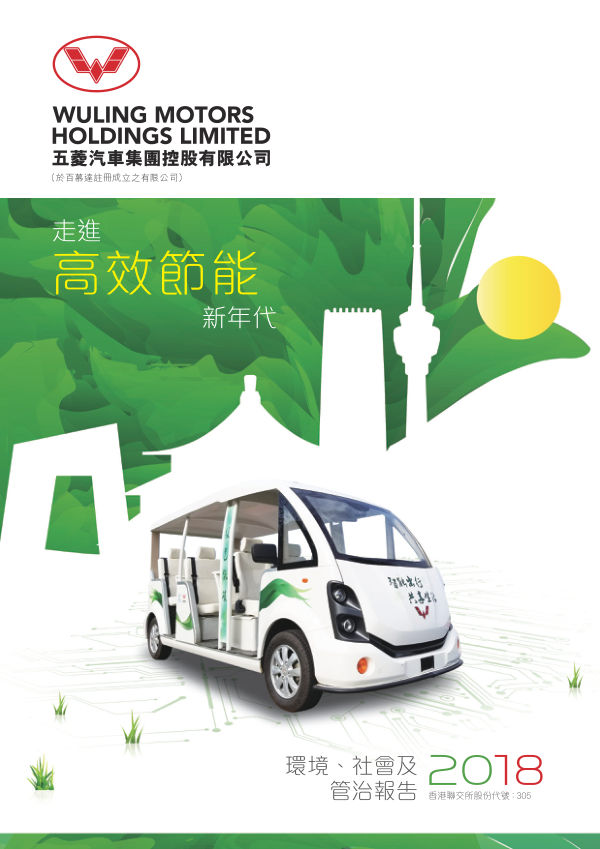 WULING MOTORS
HOLDINGS LIMITED
五菱汽車集團控股有限公司
(於百慕達註冊成立之有限公司)
走進
高效節能
新年代
環境、社會及
管治報告
2018
香港聯交所股份代號：305